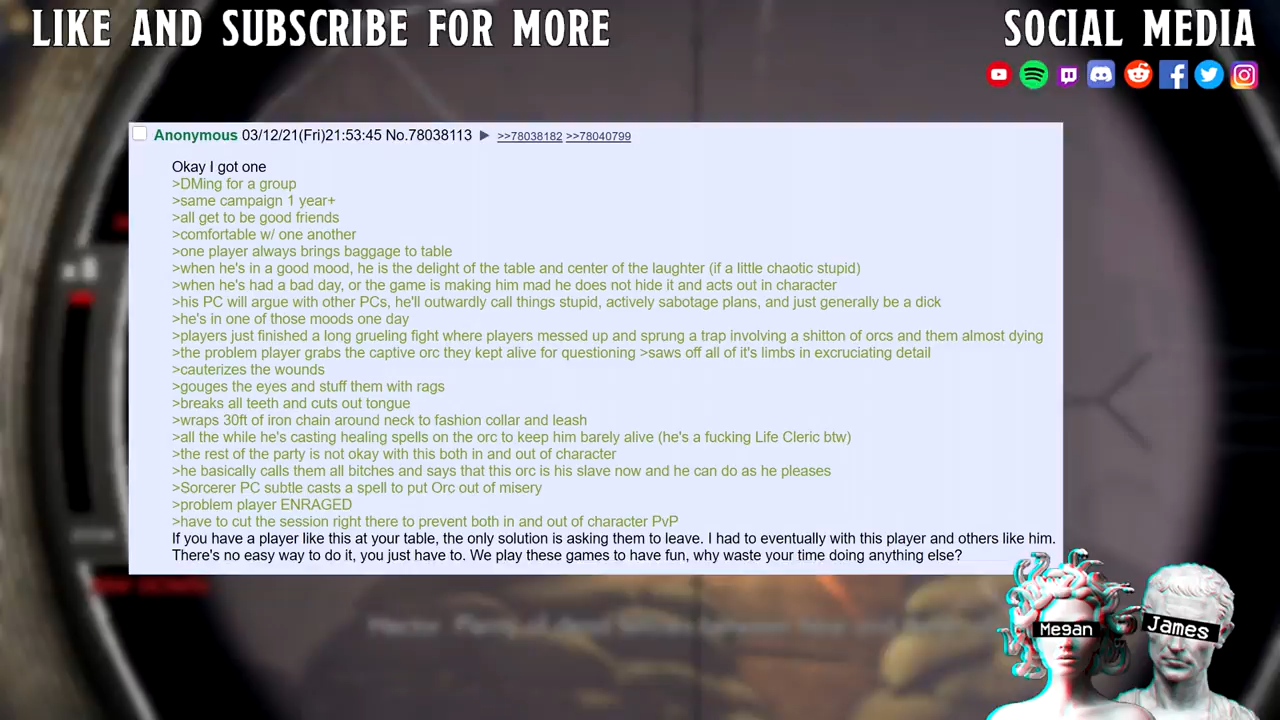 LIKE AND SUBSCRIBE FOR MORE
SOCIAL MEDIA
Anonymous 03/12/21(Fri)21:53:45 No.78038113 ▶ >>78038182 >>78040799
Okay I got one
>DMing for a group
>same campaign 1 year+
>all get to be good friends
>comfortable w/ one another
>one player always brings baggage to table
>when he's in a good mood, he is the delight of the table and center of the laughter (if a little chaotic stupid)
>when he's had a bad day, or the game is making him mad he does not hide it and acts out in character
>his PC will argue with other PCs, he'll outwardly call things stupid, actively sabotage plans, and just generally be a dick
>he's in one of those moods one day
>players just finished a long grueling fight where players messed up and sprung a trap involving a shitton of orcs and them almost dying
>the problem player grabs the captive orc they kept alive for questioning >saws off all of it's limbs in excruciating detail
>cauterizes the wounds
>gouges the eyes and stuff them with rags
>breaks all teeth and cuts out tongue
>wraps 30ft of iron chain around neck to fashion collar and leash
>all the while he's casting healing spells on the orc to keep him barely alive (he's a fucking Life Cleric btw)
>the rest of the party is not okay with this both in and out of character
>he basically calls them all bitches and says that this orc is his slave now and he can do as he pleases
>Sorcerer PC subtle casts a spell to put Orc out of misery
>problem player ENRAGED
>have to cut the session right there to prevent both in and out of character PvP
If you have a player like this at your table, the only solution is asking them to leave. I had to eventually with this player and others like him.
There's no easy way to do it, you just have to. We play these games to have fun, why waste your time doing anything else?
Megan
James